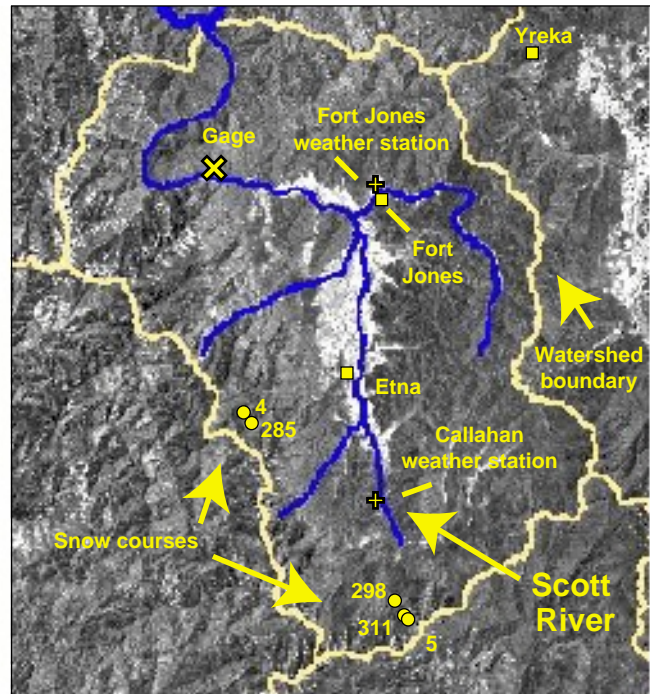 Yreka
Fort Jones
weather station
Gage
Fort
Jones
Watershed
boundary
Etna
4
285
Callahan
weather station
Snow courses
Scott
River
298
311
5